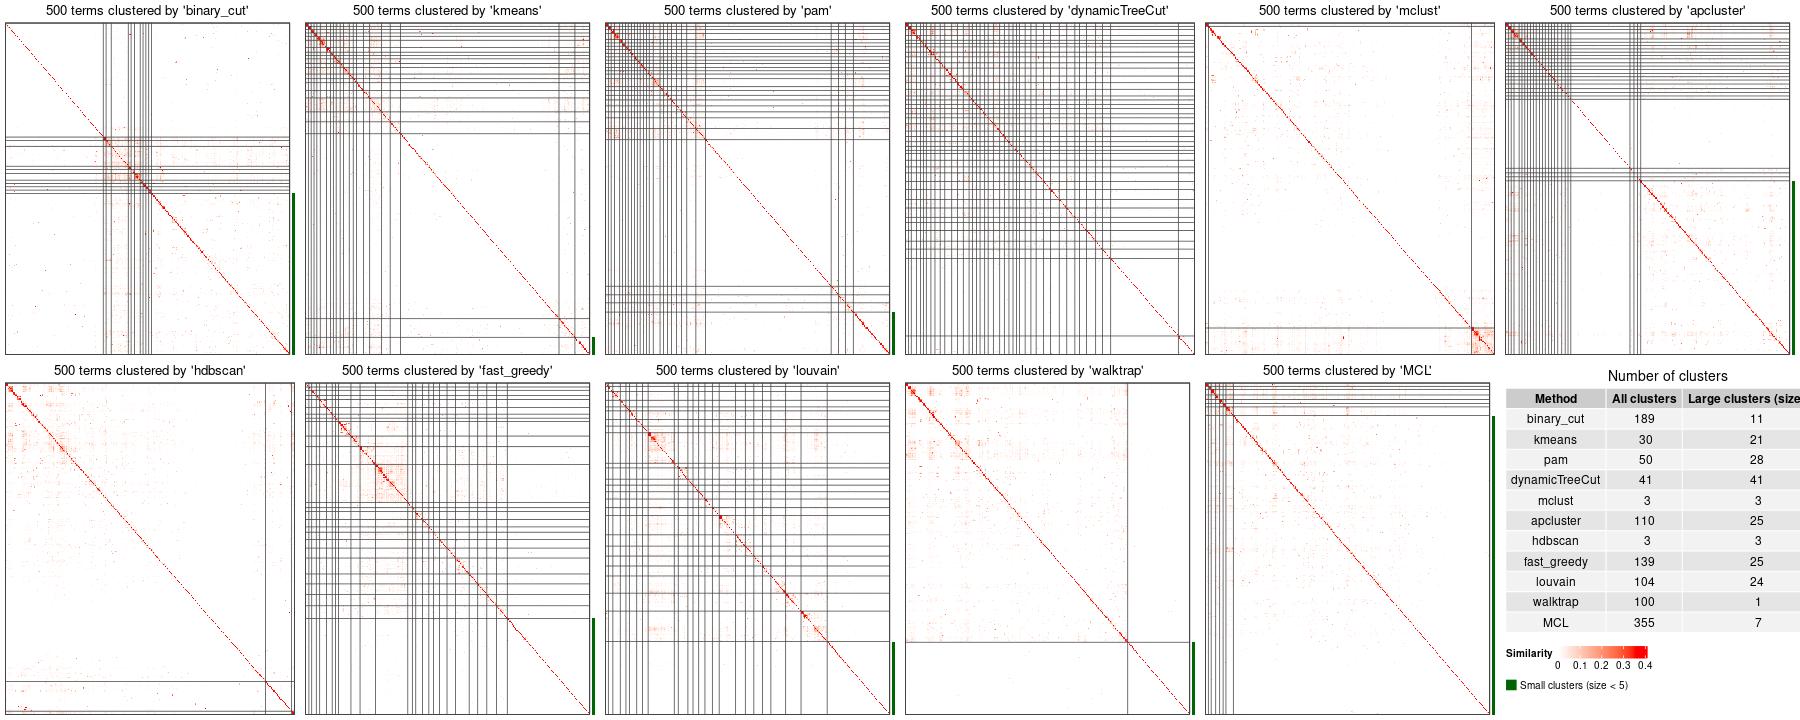 500 terms clustered by 'binary_cut'
500 terms clustered by 'kmeans'
500 terms clustered by 'pam'
500 terms clustered by 'dynamicTreeCut'
500 terms clustered by 'mclust'
500 terms clustered by 'apcluster'
500 terms clustered by 'hdbscan'
500 terms clustered by 'fast_greedy'
500 terms clustered by 'louvain'
500 terms clustered by 'walktrap'
500 terms clustered by 'MCL'
Number of clusters
Method All clusters Large clusters (size
binary_cut 189 11
kmeans 30 21
pam 50 28
dynamicTreeCut 41 41
mclust 3 3
apcluster 110 25
hdbscan 3 3
fast_greedy 139 25
louvain 104 24
walktrap 100 1
MCL 355 7
Similarity
0 0.1 0.2 0.3 0.4
Small clusters (size < 5)